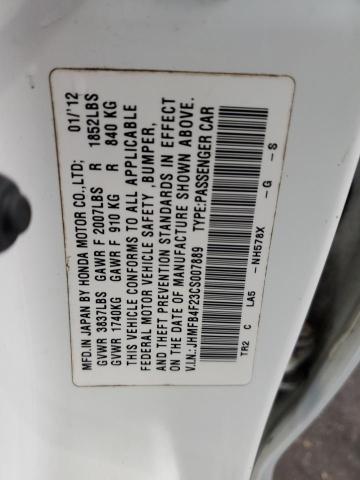 MFD.IN JAPAN BY HONDA MOTOR CO.,LTD; 01/'12
GVWR 3837LBS GAWR F 2007LBS R 1852LBS
GVWR 1740KG GAWR F 910 KG R 840 KG
THIS VEHICLE CONFORMS TO ALL APPLICABLE
FEDERAL MOTOR VEHICLE SAFETY ,BUMPER,
AND THEFT PREVENTION STANDARDS IN EFFECT
ON THE DATE OF MANUFACTURE SHOWN ABOVE.
V.I.N.: JHMFB4F23CS007889 TYPE:PASSENGER CAR
TR2 C LA5 -NH578X -G -S